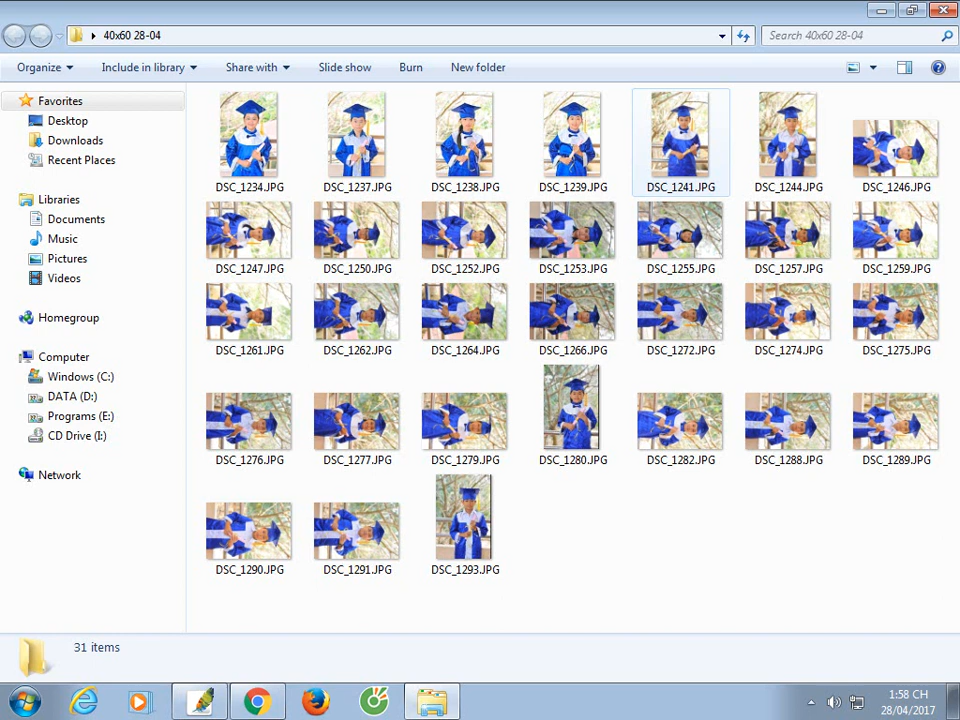 40x60 28-04
Search 40x60 28-04
Organize
Include in library
Share with
Slide show
Burn
New folder
Favorites
Desktop
Downloads
Recent Places
Libraries
Documents
Music
Pictures
Videos
Homegroup
Computer
Windows (C:)
DATA (D:)
Programs (E:)
CD Drive (I:)
Network
DSC_1234.JPG
DSC_1237.JPG
DSC_1238.JPG
DSC_1239.JPG
DSC_1241.JPG
DSC_1244.JPG
DSC_1246.JPG
DSC_1247.JPG
DSC_1250.JPG
DSC_1252.JPG
DSC_1253.JPG
DSC_1255.JPG
DSC_1257.JPG
DSC_1259.JPG
DSC_1261.JPG
DSC_1262.JPG
DSC_1264.JPG
DSC_1266.JPG
DSC_1272.JPG
DSC_1274.JPG
DSC_1275.JPG
DSC_1276.JPG
DSC_1277.JPG
DSC_1279.JPG
DSC_1280.JPG
DSC_1282.JPG
DSC_1288.JPG
DSC_1289.JPG
DSC_1290.JPG
DSC_1291.JPG
DSC_1293.JPG
31 items
1:58 CH
28/04/2017